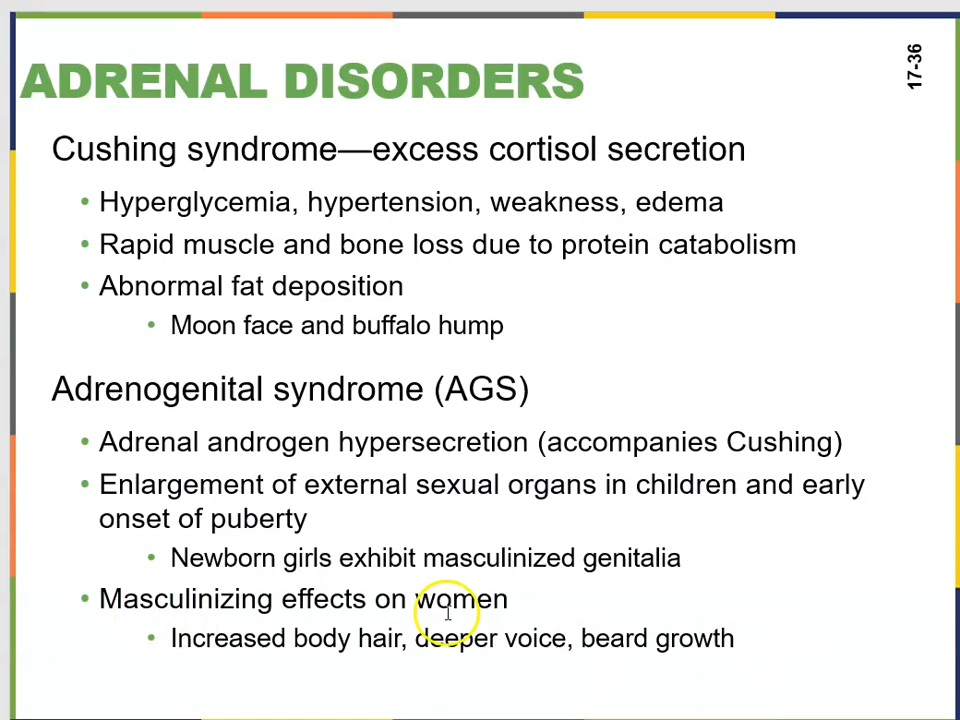 17-36
ADRENAL DISORDERS
Cushing syndrome—excess cortisol secretion
• Hyperglycemia, hypertension, weakness, edema
• Rapid muscle and bone loss due to protein catabolism
• Abnormal fat deposition
• Moon face and buffalo hump
Adrenogenital syndrome (AGS)
• Adrenal androgen hypersecretion (accompanies Cushing)
• Enlargement of external sexual organs in children and early
onset of puberty
• Newborn girls exhibit masculinized genitalia
• Masculinizing effects on women
• Increased body hair, deeper voice, beard growth